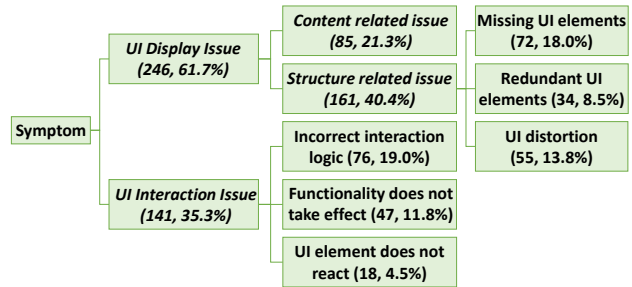 Symptom
UI Display Issue
(246, 61.7%)
Content related issue
(85, 21.3%)
Structure related issue
(161, 40.4%)
Missing UI elements
(72, 18.0%)
Redundant UI
elements (34, 8.5%)
UI distortion
(55, 13.8%)
UI Interaction Issue
(141, 35.3%)
Incorrect interaction
logic (76, 19.0%)
Functionality does not
take effect (47, 11.8%)
UI element does not
react (18, 4.5%)